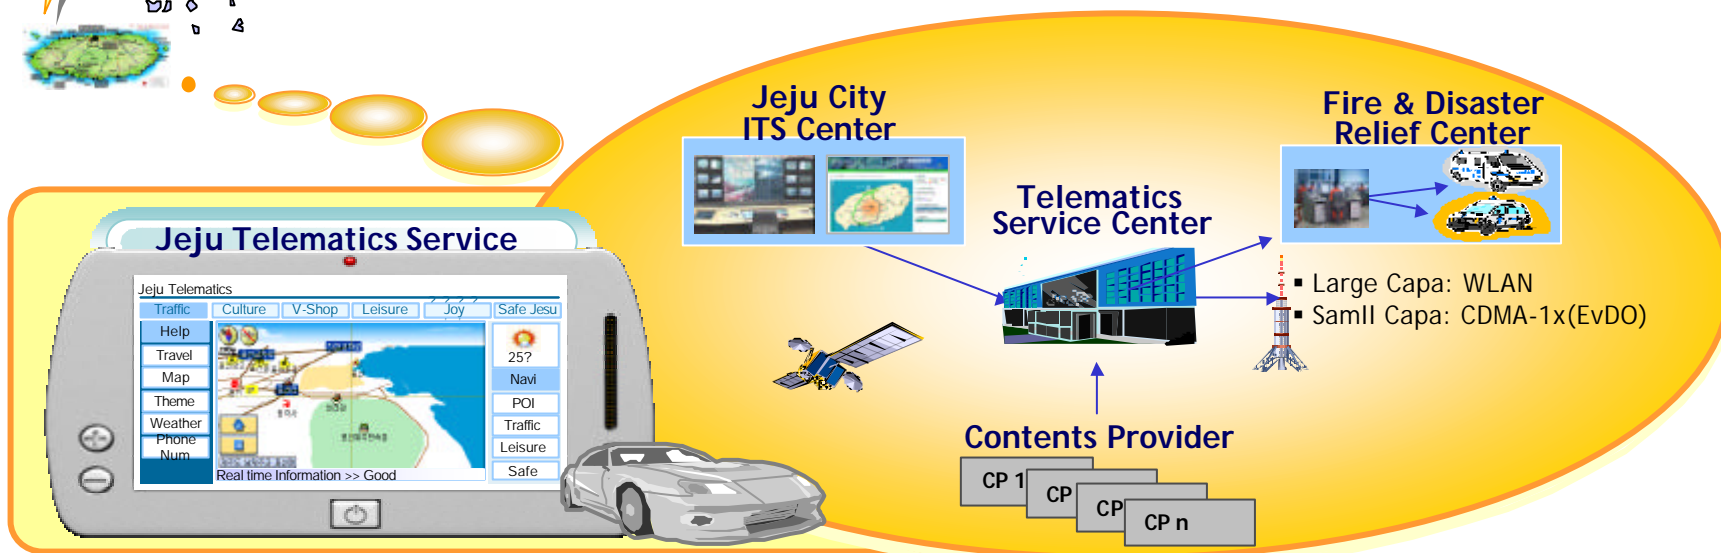 Jeju City
ITS Center
Fire & Disaster
Relief Center
Telematics
Service Center
Large Capa: WLAN
SamIl Capa: CDMA-1x(EvDO)
Contents Provider
CP 1
CP
CP
CP n
Jeju Telematics Service
Jeju Telematics
Traffic
Culture
V-Shop
Leisure
Joy
Safe Jesu
Help
Travel
Map
Theme
Weather
Phone
Num
25?
Navi
POI
Traffic
Leisure
Safe
Real time Information >> Good